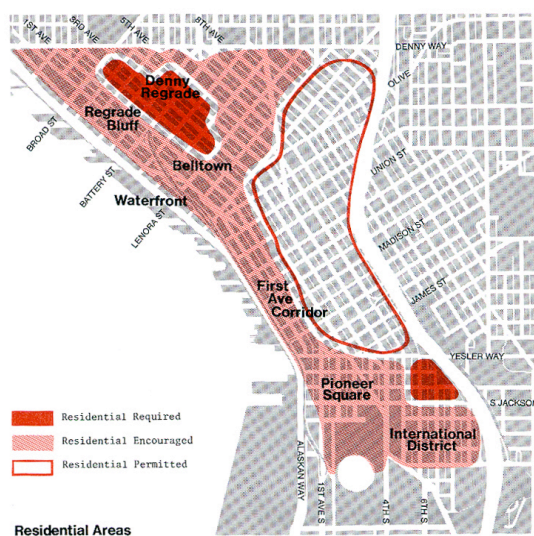 1ST AVE
3RD AVE
5TH AVE
8TH AVE
DENNY WAY
OLIVE
Denny
Regrade
Regrade
Bluff
BROAD ST
Belltown
UNION ST
BATTERY ST
Waterfront
LENORA ST
MADISON ST
First
Ave
Corridor
JAMES ST
YESLER WAY
Pioneer
Square
S JACKSON
Residential Required
Residential Encouraged
Residential Permitted
International
District
ALASKAN WAY
1ST AVE S
4TH S
6TH S
Residential Areas